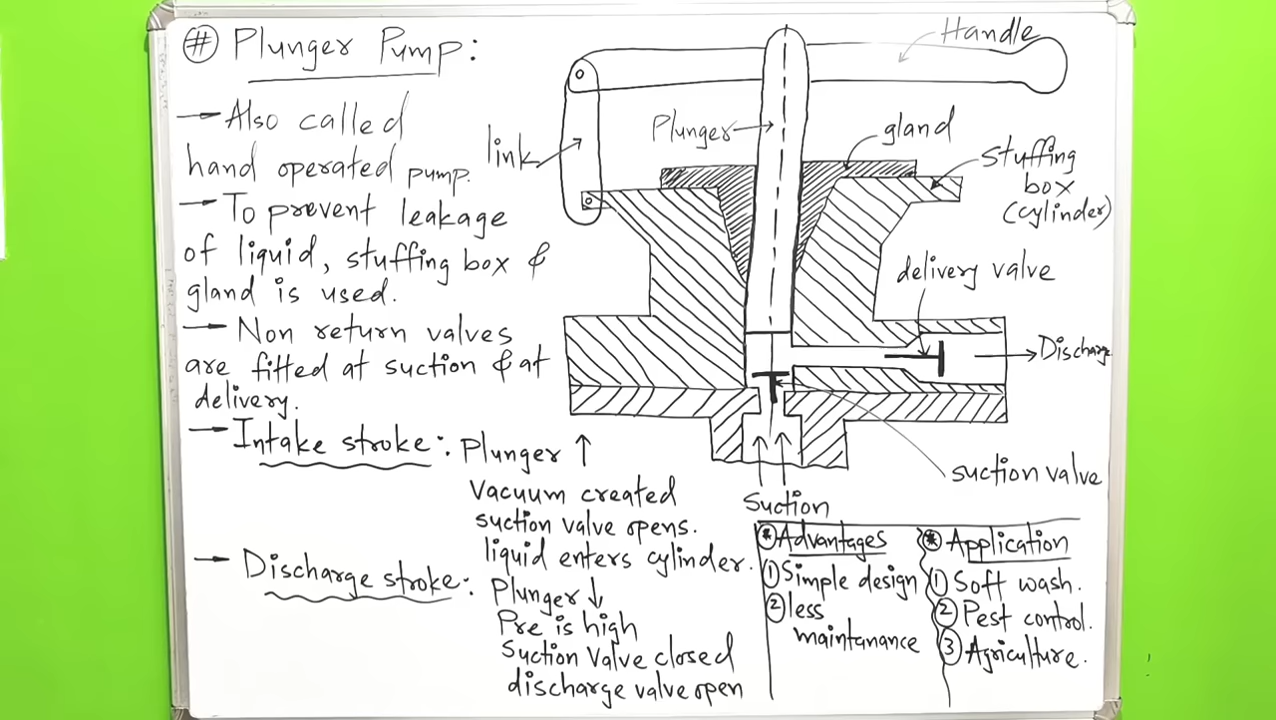 # Plunger Pump:
→ Also called
hand operated pump.
→ To prevent leakage
of liquid, stuffing box &
gland is used.
→ Non return valves
are fitted at suction & at
delivery.
→ Intake stroke: Plunger ↑
Vacuum created
suction valve opens.
liquid enters cylinder.
→ Discharge stroke: Plunger ↓
Pre is high
Suction Valve closed
discharge valve open
Handle
link
Plunger
gland
stuffing
box
(cylinder)
delivery valve
Discharge
suction valve
Suction
* Advantages
① Simple design
② less
maintanance
* Application
① Soft wash.
② Pest control.
③ Agriculture.